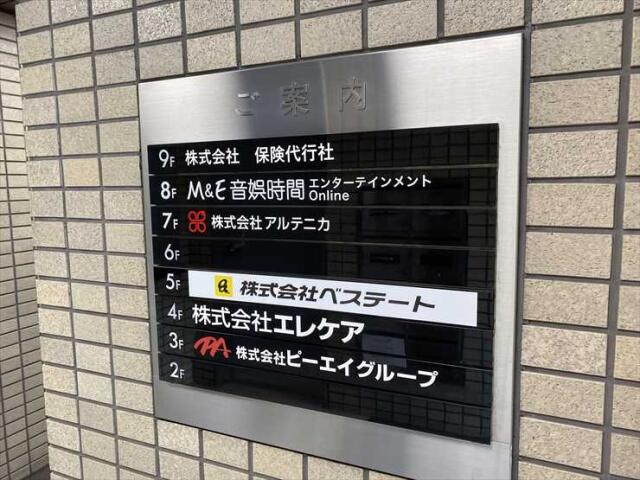 ご案内
9F 株式会社 保険代行社
8F M&E 音娯時間 エンターテインメント Online
7F 株式会社アルテニカ
6F
5F 株式会社ベステート
4F 株式会社エレケア
3F PA 株式会社ピーエイグループ
2F